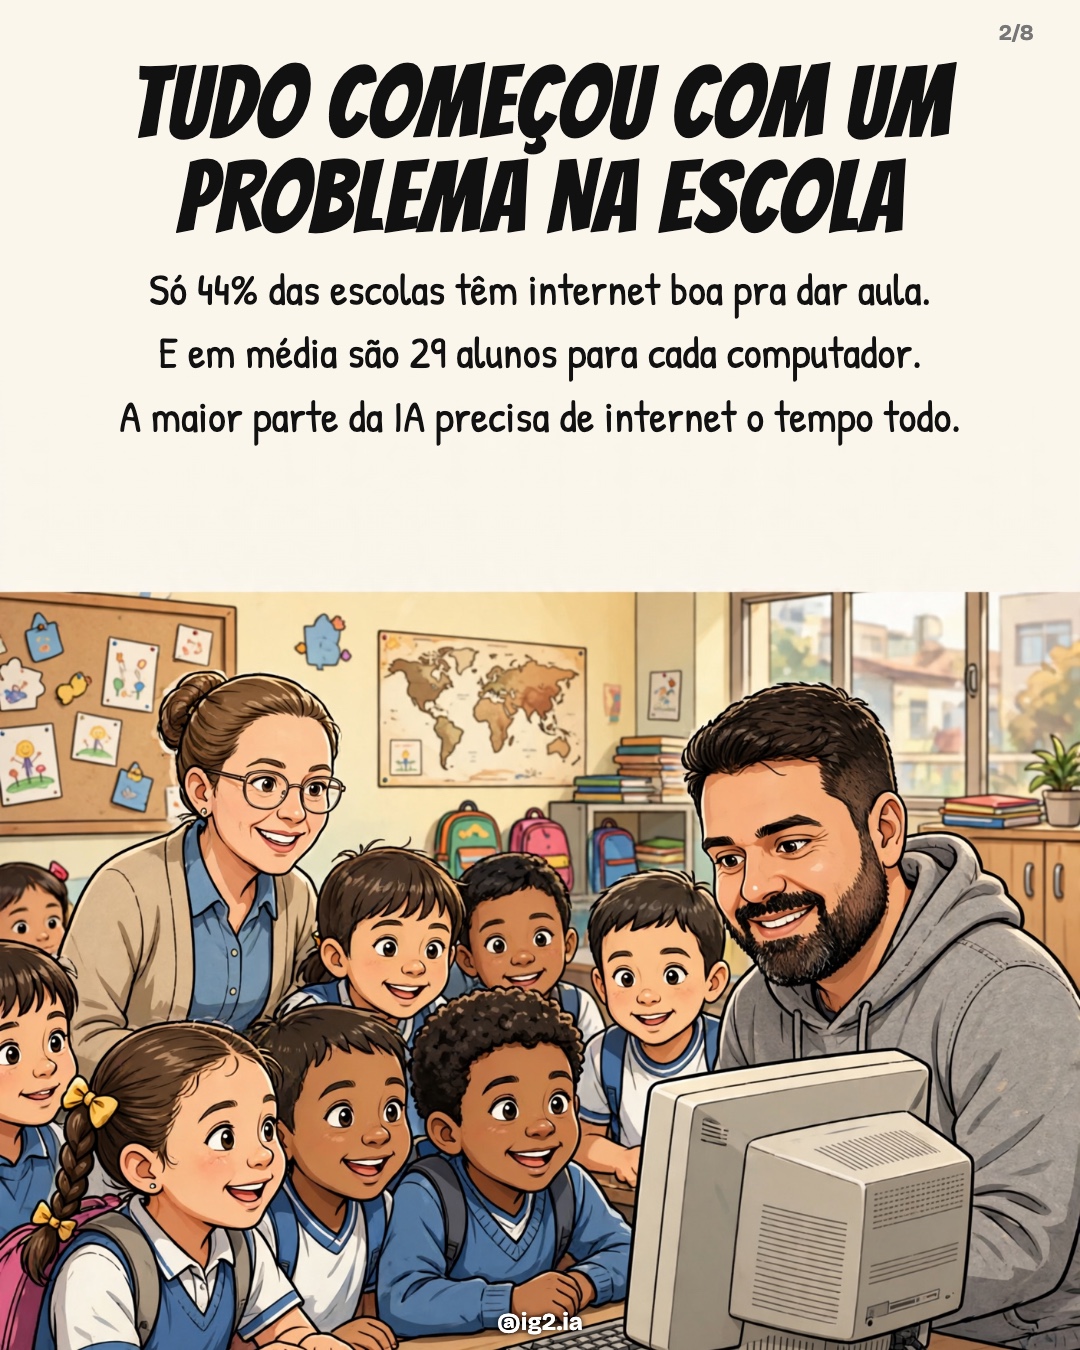 2/8
TUDO COMEÇOU COM UM
PROBLEMA NA ESCOLA
Só 44% das escolas têm internet boa pra dar aula.
E em média são 29 alunos para cada computador.
A maior parte da IA precisa de internet o tempo todo.
@ig2.ia